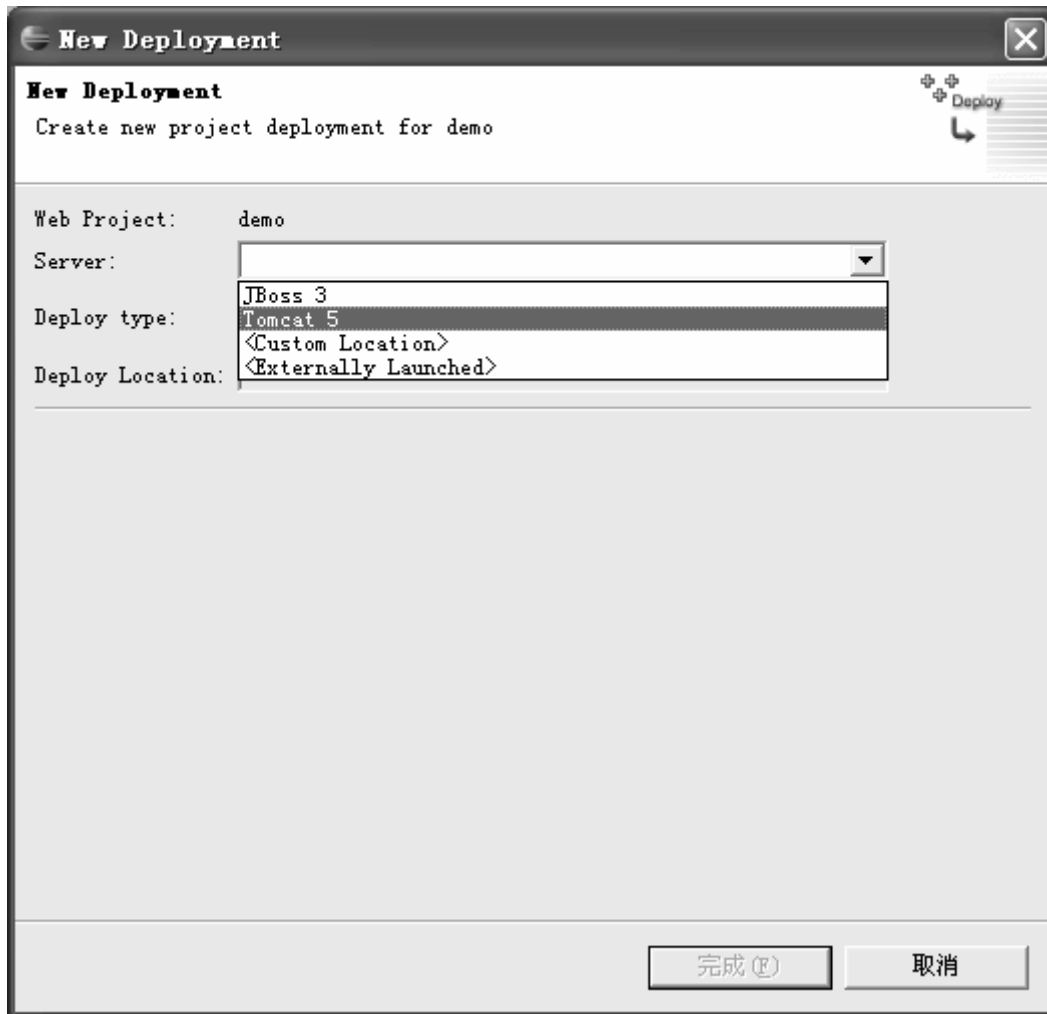 New Deployment
New Deployment
Create new project deployment for demo
Deploy
Web Project: demo
Server:
JBoss 3
Deploy type:
Tomcat 5
<Custom Location>
<Externally Launched>
Deploy Location:
完成(F)
取消